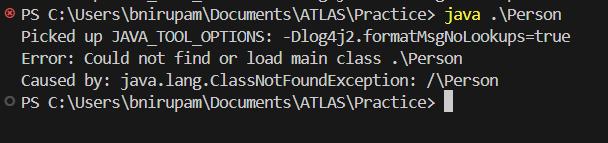 PS C:\Users\bnirupam\Documents\ATLAS\Practice> java .\Person
Picked up JAVA_TOOL_OPTIONS: -Dlog4j2.formatMsgNoLookups=true
Error: Could not find or load main class .\Person
Caused by: java.lang.ClassNotFoundException: /\Person
PS C:\Users\bnirupam\Documents\ATLAS\Practice>